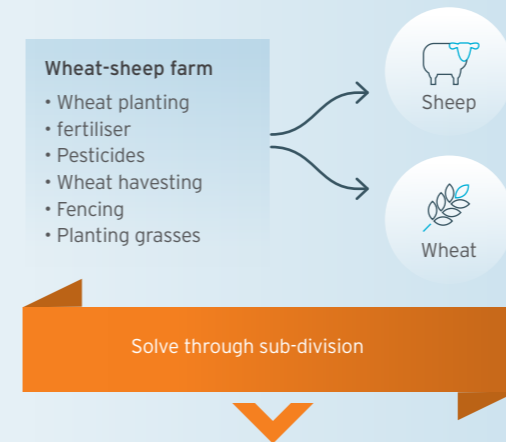 Wheat-sheep farm
• Wheat planting
• fertiliser
• Pesticides
• Wheat havesting
• Fencing
• Planting grasses
Sheep
Wheat
Solve through sub-division